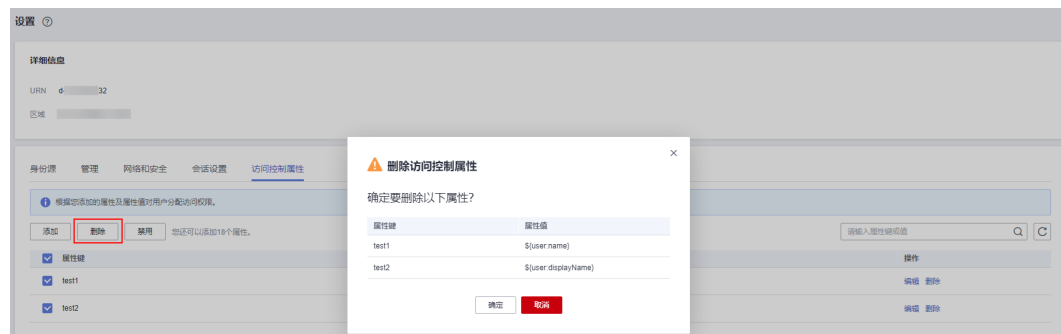 设置
详细信息
URN d 32
区域
身份源 管理 网络和安全 会话设置 访问控制属性
根据您添加的属性及属性值对用户分配访问权限。
添加 删除 禁用 您还可以添加18个属性。 请输入属性键或值
属性键 操作
test1 编辑 删除
test2 编辑 删除
删除访问控制属性
确定要删除以下属性?
属性键 属性值
test1 ${user:name}
test2 ${user:displayName}
确定 取消